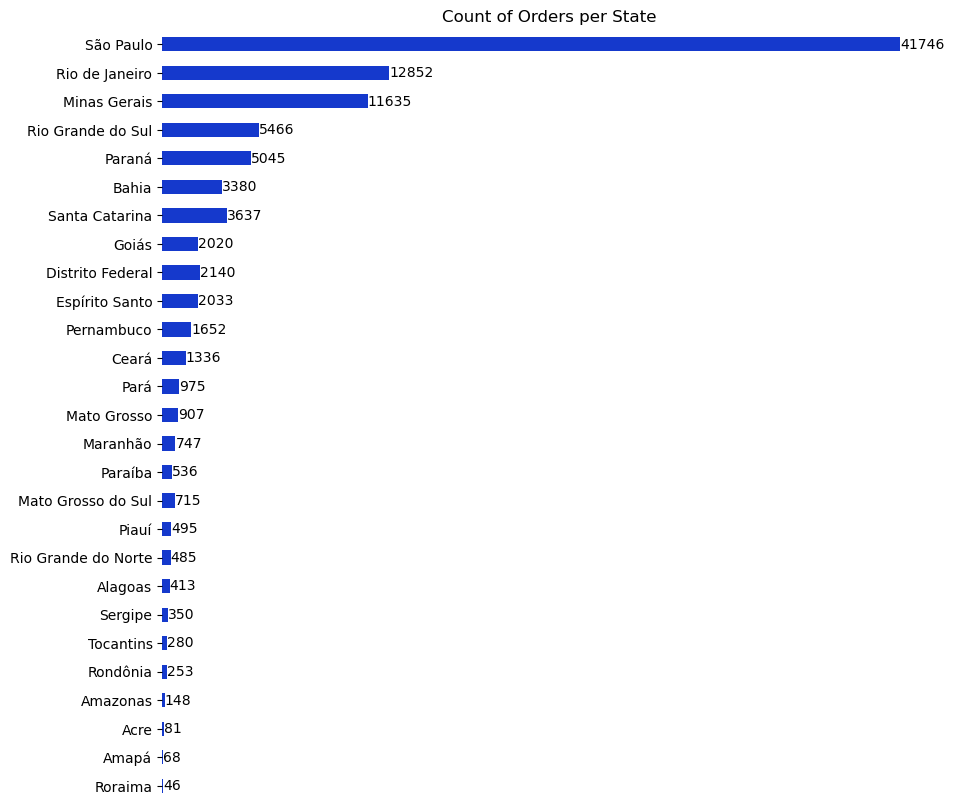 Count of Orders per State
São Paulo 41746
Rio de Janeiro 12852
Minas Gerais 11635
Rio Grande do Sul 5466
Paraná 5045
Bahia 3380
Santa Catarina 3637
Goiás 2020
Distrito Federal 2140
Espírito Santo 2033
Pernambuco 1652
Ceará 1336
Pará 975
Mato Grosso 907
Maranhão 747
Paraíba 536
Mato Grosso do Sul 715
Piauí 495
Rio Grande do Norte 485
Alagoas 413
Sergipe 350
Tocantins 280
Rondônia 253
Amazonas 148
Acre 81
Amapá 68
Roraima 46